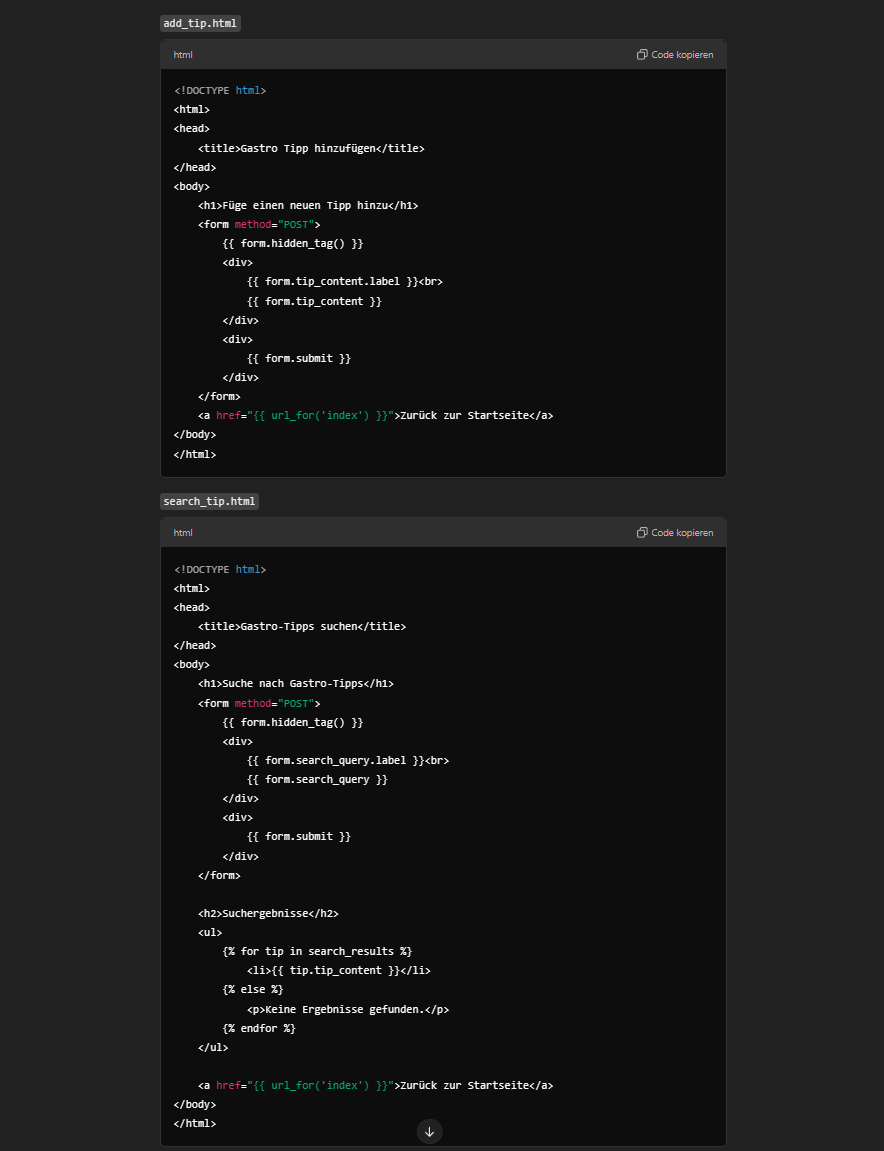 add_tip.html
html
Code kopieren
<!DOCTYPE html>
<html>
<head>
    <title>Gastro Tipp hinzufügen</title>
</head>
<body>
    <h1>Füge einen neuen Tipp hinzu</h1>
    <form method="POST">
        {{ form.hidden_tag() }}
        <div>
            {{ form.tip_content.label }}<br>
            {{ form.tip_content }}
        </div>
        <div>
            {{ form.submit }}
        </div>
    </form>
    <a href="{{ url_for('index') }}">Zurück zur Startseite</a>
</body>
</html>
search_tip.html
html
Code kopieren
<!DOCTYPE html>
<html>
<head>
    <title>Gastro-Tipps suchen</title>
</head>
<body>
    <h1>Suche nach Gastro-Tipps</h1>
    <form method="POST">
        {{ form.hidden_tag() }}
        <div>
            {{ form.search_query.label }}<br>
            {{ form.search_query }}
        </div>
        <div>
            {{ form.submit }}
        </div>
    </form>
    <h2>Suchergebnisse</h2>
    <ul>
        {% for tip in search_results %}
            <li>{{ tip.tip_content }}</li>
        {% else %}
            <p>Keine Ergebnisse gefunden.</p>
        {% endfor %}
    </ul>
    <a href="{{ url_for('index') }}">Zurück zur Startseite</a>
</body>
</html>